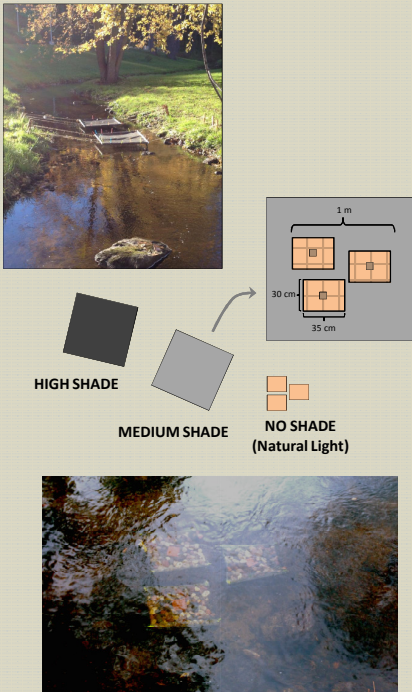 1 m
30 cm
35 cm
HIGH SHADE
MEDIUM SHADE
NO SHADE
(Natural Light)